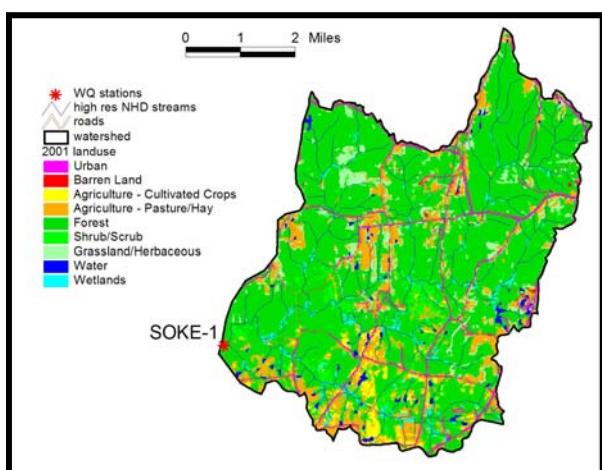 0 1 2 Miles
WQ stations
high res NHD streams
roads
watershed
2001 landuse
Urban
Barren Land
Agriculture - Cultivated Crops
Agriculture - Pasture/Hay
Forest
Shrub/Scrub
Grassland/Herbaceous
Water
Wetlands
SOKE-1